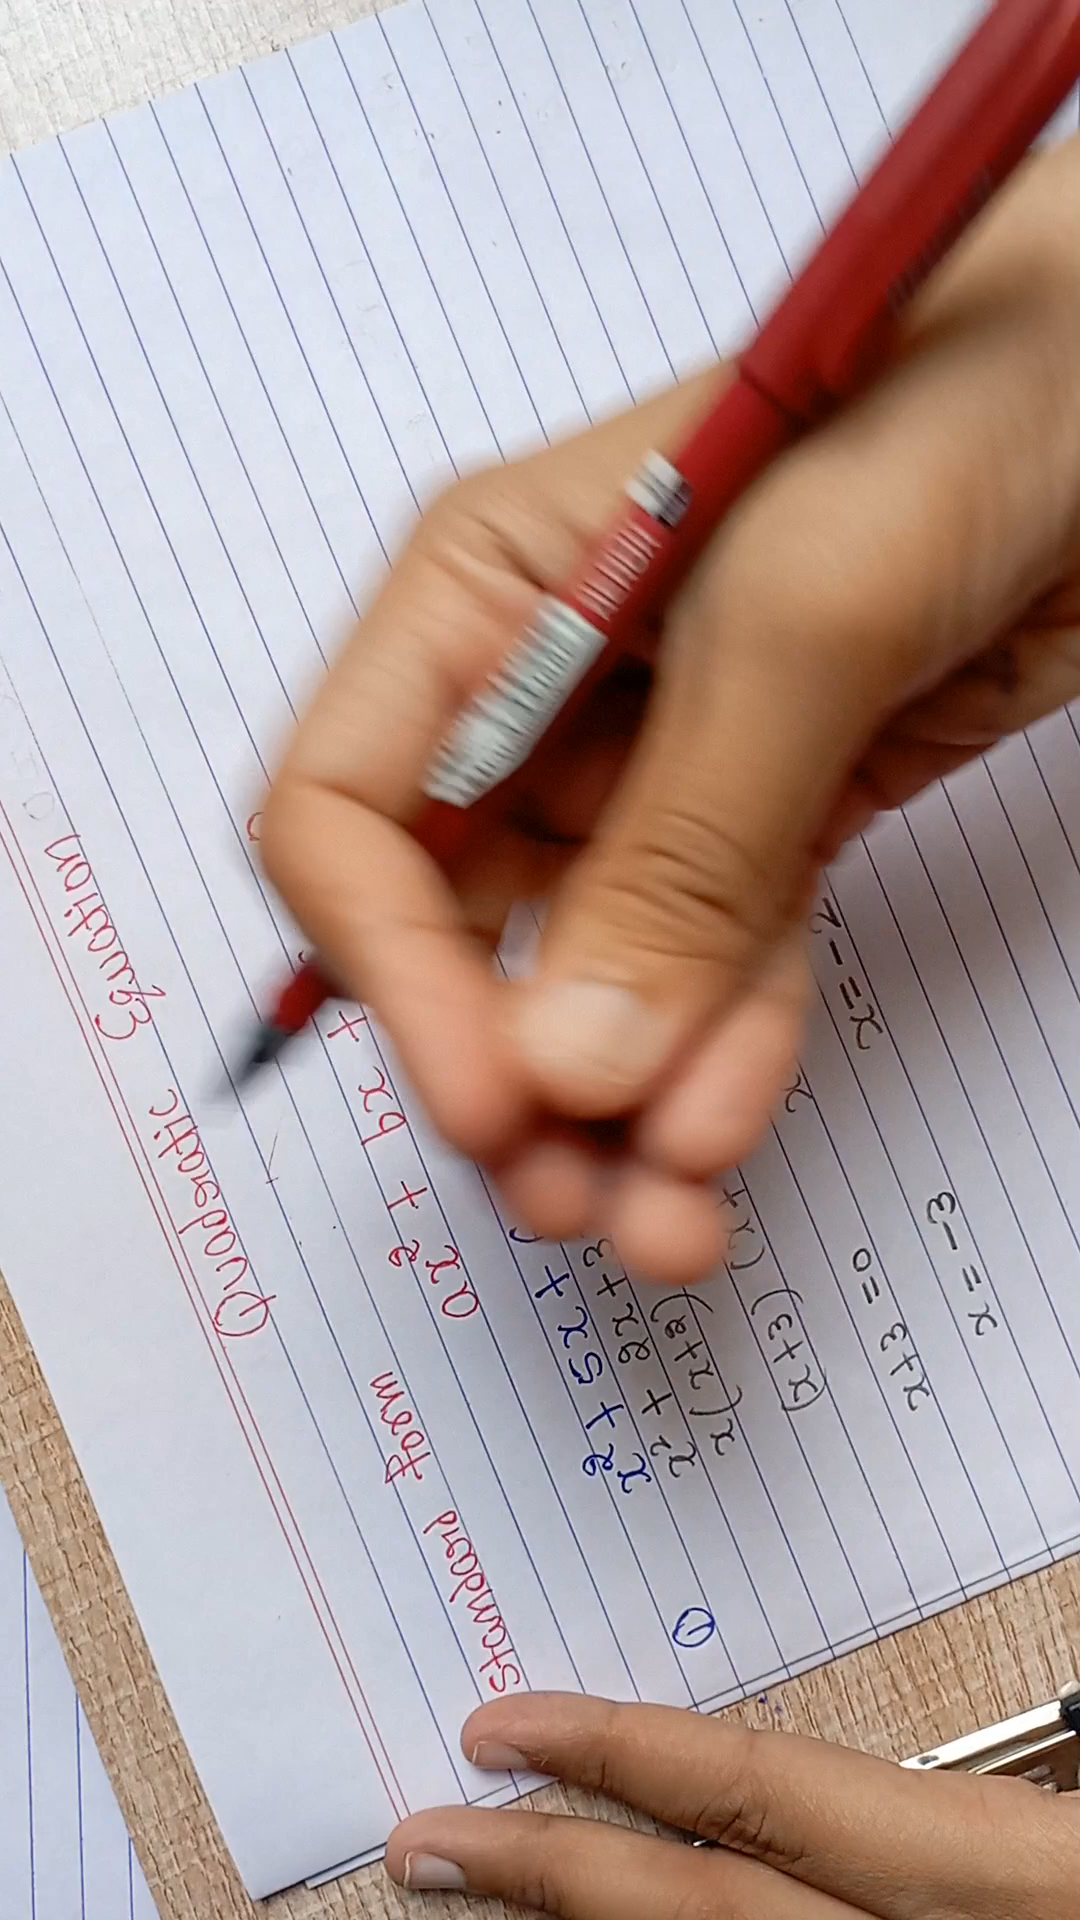 Quadratic Equation
Standard Form ax² + bx +
① x² + 5x +
x² + 2x + 3
x(x+2)
(x+3) (x+
x+3=0
x=-2
x=-3